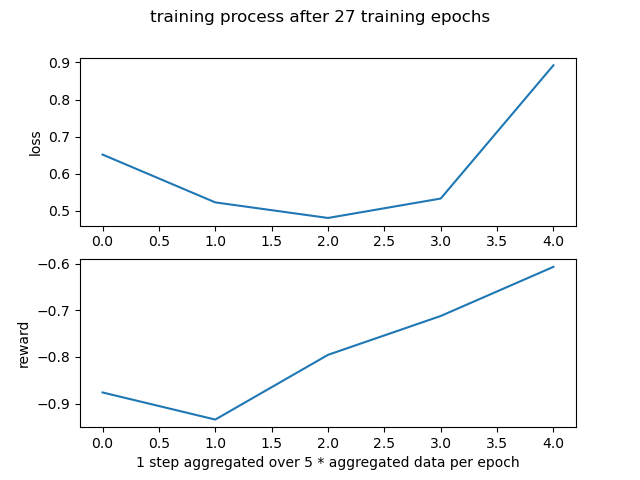 training process after 27 training epochs
0.9
0.8
0.7
0.6
0.5
loss
0.0 0.5 1.0 1.5 2.0 2.5 3.0 3.5 4.0
−0.6
−0.7
−0.8
−0.9
reward
0.0 0.5 1.0 1.5 2.0 2.5 3.0 3.5 4.0
1 step aggregated over 5 * aggregated data per epoch